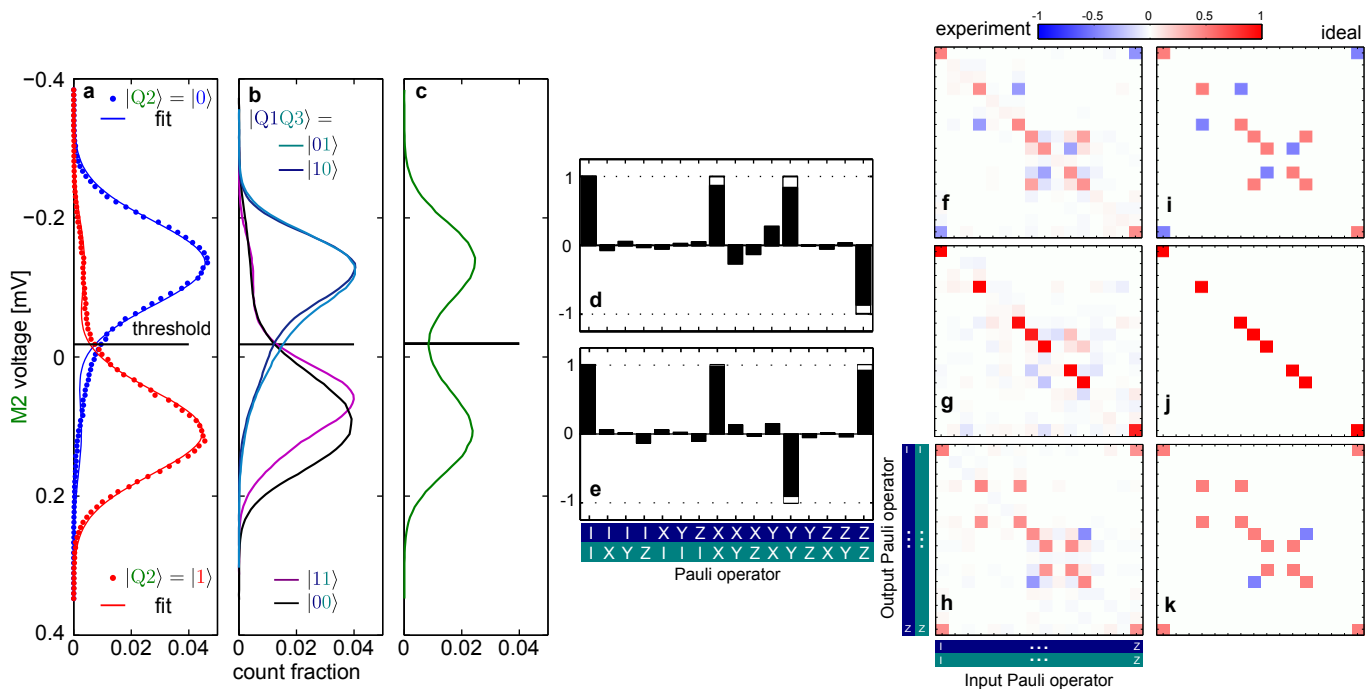 M2 voltage [mV]
−0.4
−0.2
0
0.2
0.4
a
|Q2⟩ = |0⟩
fit
threshold
|Q2⟩ = |1⟩
fit
0 0.02 0.04
b
|Q1Q3⟩ =
|01⟩
|10⟩
|11⟩
|00⟩
0 0.02 0.04
count fraction
c
0 0.02 0.04
1
0
-1
d
1
0
-1
e
I I I I X Y Z X X X Y Y Y Z Z Z
I X Y Z I I I X Y Z X Y Z X Y Z
Pauli operator
experiment
-1 -0.5 0 0.5 1
ideal
f
i
g
j
h
k
Output Pauli operator
I ... Z
I ... Z
I ... Z
I ... Z
Input Pauli operator